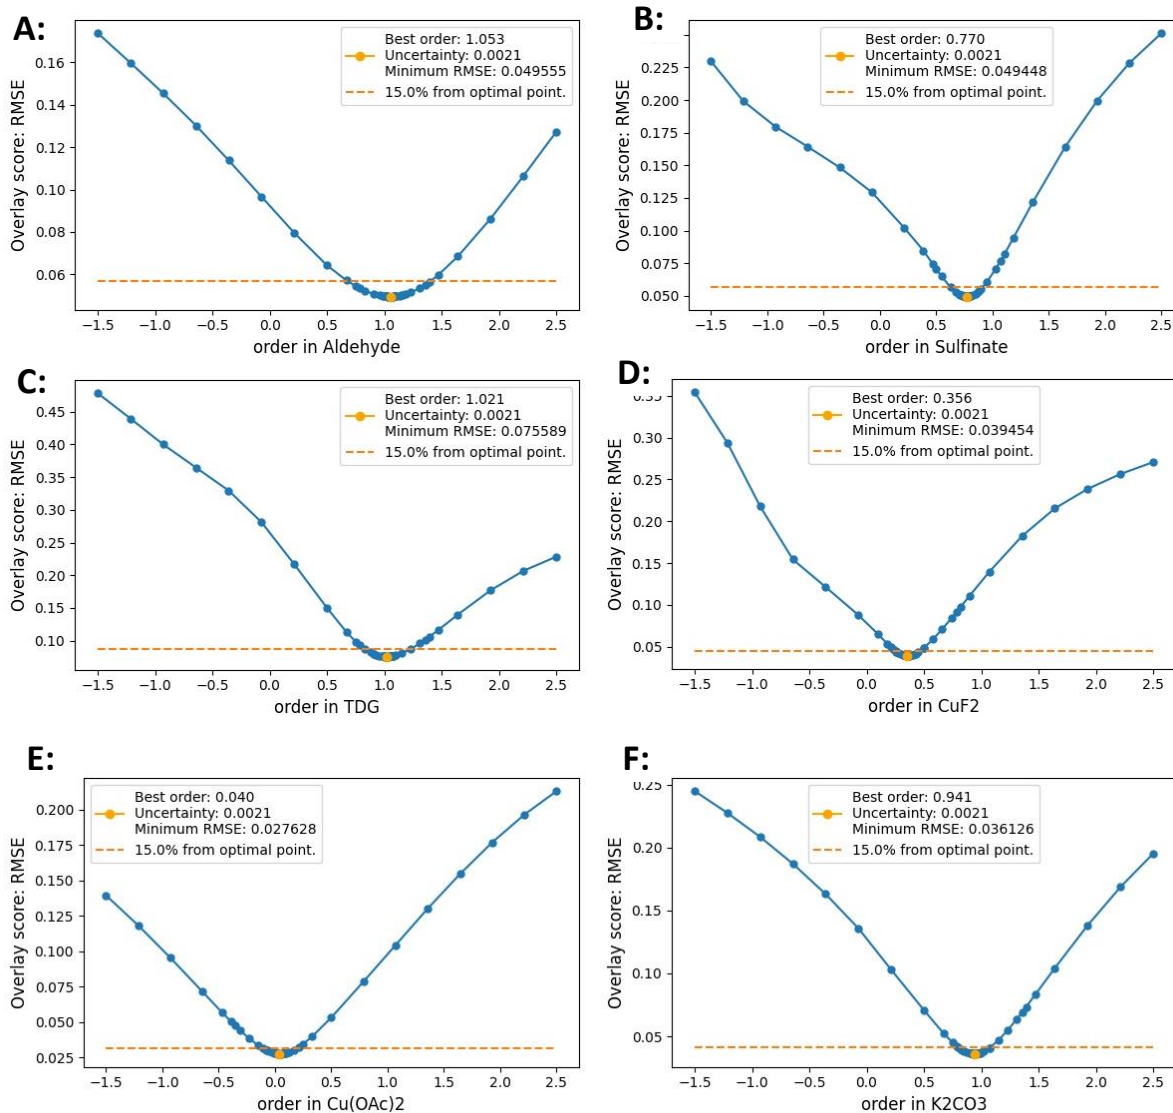 A:
Overlay score: RMSE
0.16
0.14
0.12
0.10
0.08
0.06
Best order: 1.053
Uncertainty: 0.0021
Minimum RMSE: 0.049555
15.0% from optimal point.
−1.5 −1.0 −0.5 0.0 0.5 1.0 1.5 2.0 2.5
order in Aldehyde
B:
Overlay score: RMSE
0.225
0.200
0.175
0.150
0.125
0.100
0.075
0.050
Best order: 0.770
Uncertainty: 0.0021
Minimum RMSE: 0.049448
15.0% from optimal point.
−1.5 −1.0 −0.5 0.0 0.5 1.0 1.5 2.0 2.5
order in Sulfinate
C:
Overlay score: RMSE
0.45
0.40
0.35
0.30
0.25
0.20
0.15
0.10
Best order: 1.021
Uncertainty: 0.0021
Minimum RMSE: 0.075589
15.0% from optimal point.
−1.5 −1.0 −0.5 0.0 0.5 1.0 1.5 2.0 2.5
order in TDG
D:
Overlay score: RMSE
0.30
0.25
0.20
0.15
0.10
0.05
Best order: 0.356
Uncertainty: 0.0021
Minimum RMSE: 0.039454
15.0% from optimal point.
−1.5 −1.0 −0.5 0.0 0.5 1.0 1.5 2.0 2.5
order in CuF2
E:
Overlay score: RMSE
0.200
0.175
0.150
0.125
0.100
0.075
0.050
0.025
Best order: 0.040
Uncertainty: 0.0021
Minimum RMSE: 0.027628
15.0% from optimal point.
−1.5 −1.0 −0.5 0.0 0.5 1.0 1.5 2.0 2.5
order in Cu(OAc)2
F:
Overlay score: RMSE
0.25
0.20
0.15
0.10
0.05
Best order: 0.941
Uncertainty: 0.0021
Minimum RMSE: 0.036126
15.0% from optimal point.
−1.5 −1.0 −0.5 0.0 0.5 1.0 1.5 2.0 2.5
order in K2CO3